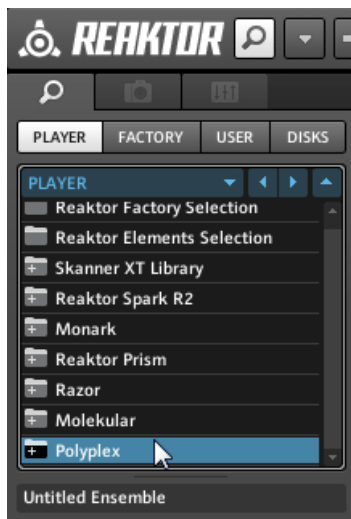 REAKTOR
PLAYER FACTORY USER DISKS
PLAYER
Reaktor Factory Selection
Reaktor Elements Selection
Skanner XT Library
Reaktor Spark R2
Monark
Reaktor Prism
Razor
Molekular
Polyplex
Untitled Ensemble